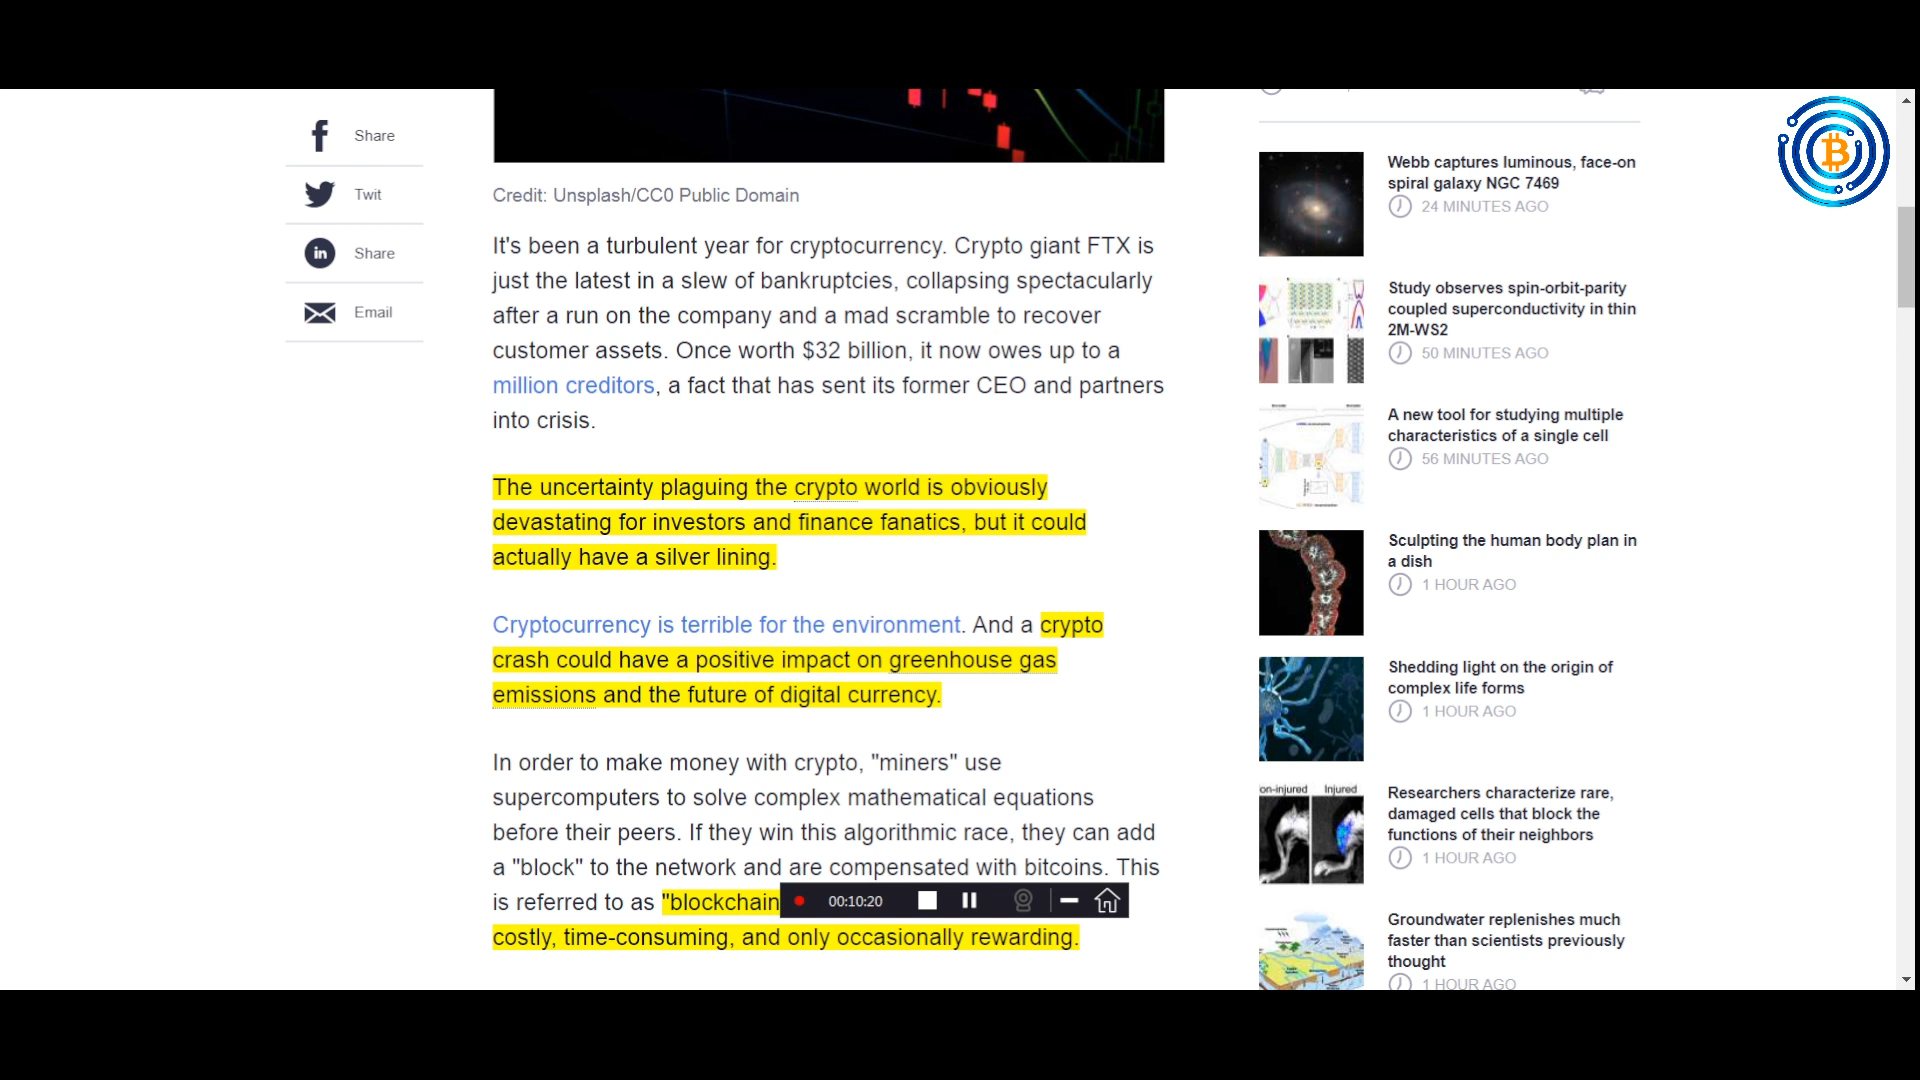 Share
Twit
Share
Email
Credit: Unsplash/CC0 Public Domain
It's been a turbulent year for cryptocurrency. Crypto giant FTX is
just the latest in a slew of bankruptcies, collapsing spectacularly
after a run on the company and a mad scramble to recover
customer assets. Once worth $32 billion, it now owes up to a
million creditors, a fact that has sent its former CEO and partners
into crisis.
The uncertainty plaguing the crypto world is obviously
devastating for investors and finance fanatics, but it could
actually have a silver lining.
Cryptocurrency is terrible for the environment. And a crypto
crash could have a positive impact on greenhouse gas
emissions and the future of digital currency.
In order to make money with crypto, "miners" use
supercomputers to solve complex mathematical equations
before their peers. If they win this algorithmic race, they can add
a "block" to the network and are compensated with bitcoins. This
is referred to as "blockchain
00:10:20
costly, time-consuming, and only occasionally rewarding.
Webb captures luminous, face-on
spiral galaxy NGC 7469
24 MINUTES AGO
Study observes spin-orbit-parity
coupled superconductivity in thin
2M-WS2
50 MINUTES AGO
A new tool for studying multiple
characteristics of a single cell
56 MINUTES AGO
Sculpting the human body plan in
a dish
1 HOUR AGO
Shedding light on the origin of
complex life forms
1 HOUR AGO
on-injured Injured
Researchers characterize rare,
damaged cells that block the
functions of their neighbors
1 HOUR AGO
Groundwater replenishes much
faster than scientists previously
thought
1 HOUR AGO